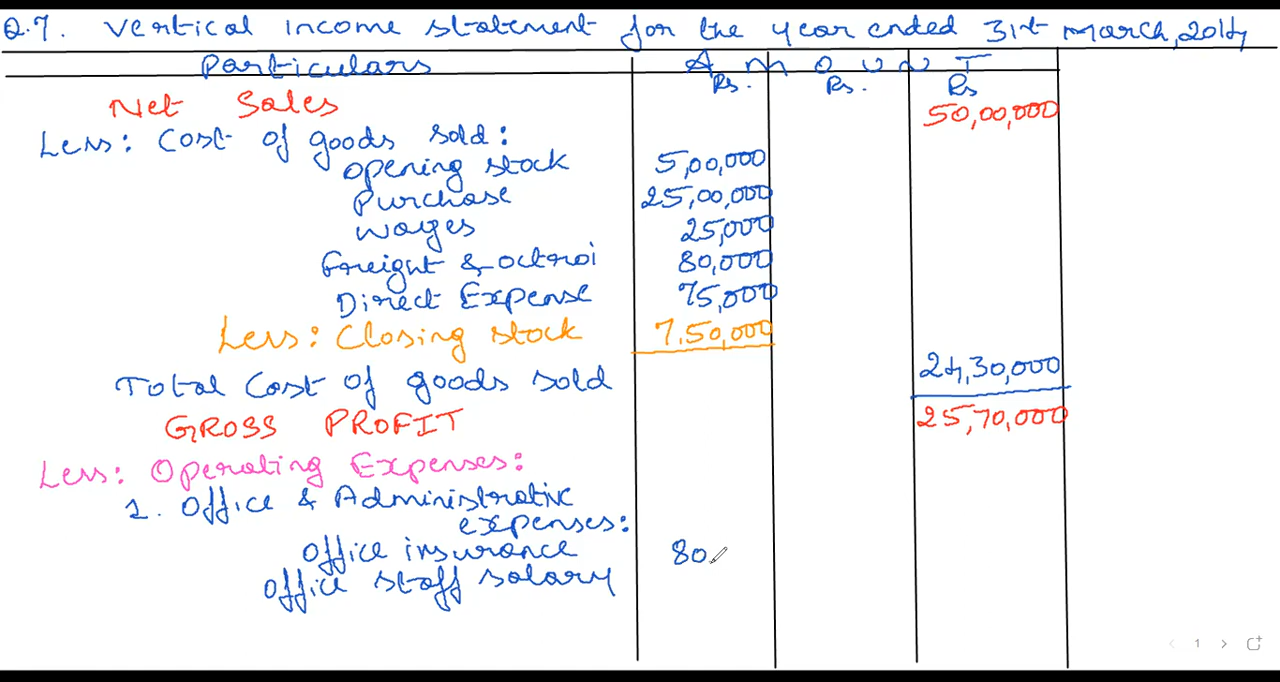 Q.7. Vertical income statement for the year ended 31st March, 2014
Particulars AMOUNT
Rs. Rs. Rs
Net Sales 50,00,000
Less: Cost of goods sold:
Opening stock 5,00,000
Purchase 25,00,000
Wages 25,000
Freight & octroi 80,000
Direct Expense 75,000
Less: Closing stock 7,50,000
Total Cost of goods sold 24,30,000
GROSS PROFIT 25,70,000
Less: Operating Expenses:
1. Office & Administrative
expenses:
Office insurance 80,
Office staff salary
1